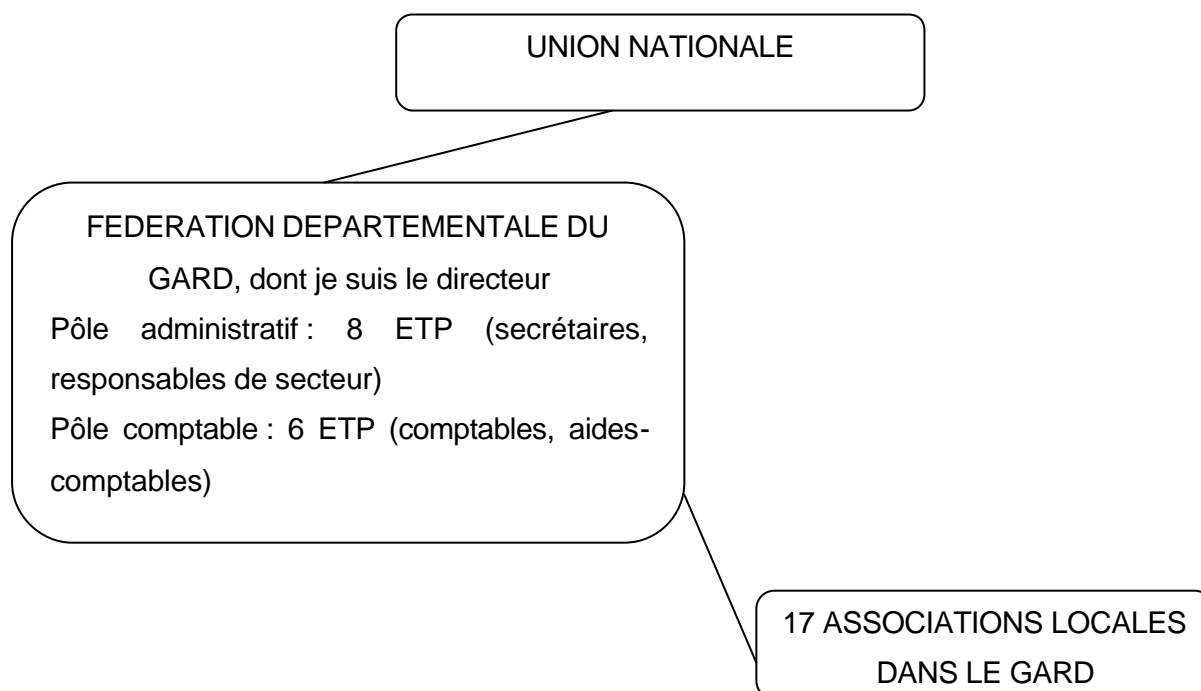 UNION NATIONALE
FEDERATION DEPARTEMENTALE DU
GARD, dont je suis le directeur
Pôle administratif : 8 ETP (secrétaires,
responsables de secteur)
Pôle comptable : 6 ETP (comptables, aides-
comptables)
17 ASSOCIATIONS LOCALES
DANS LE GARD